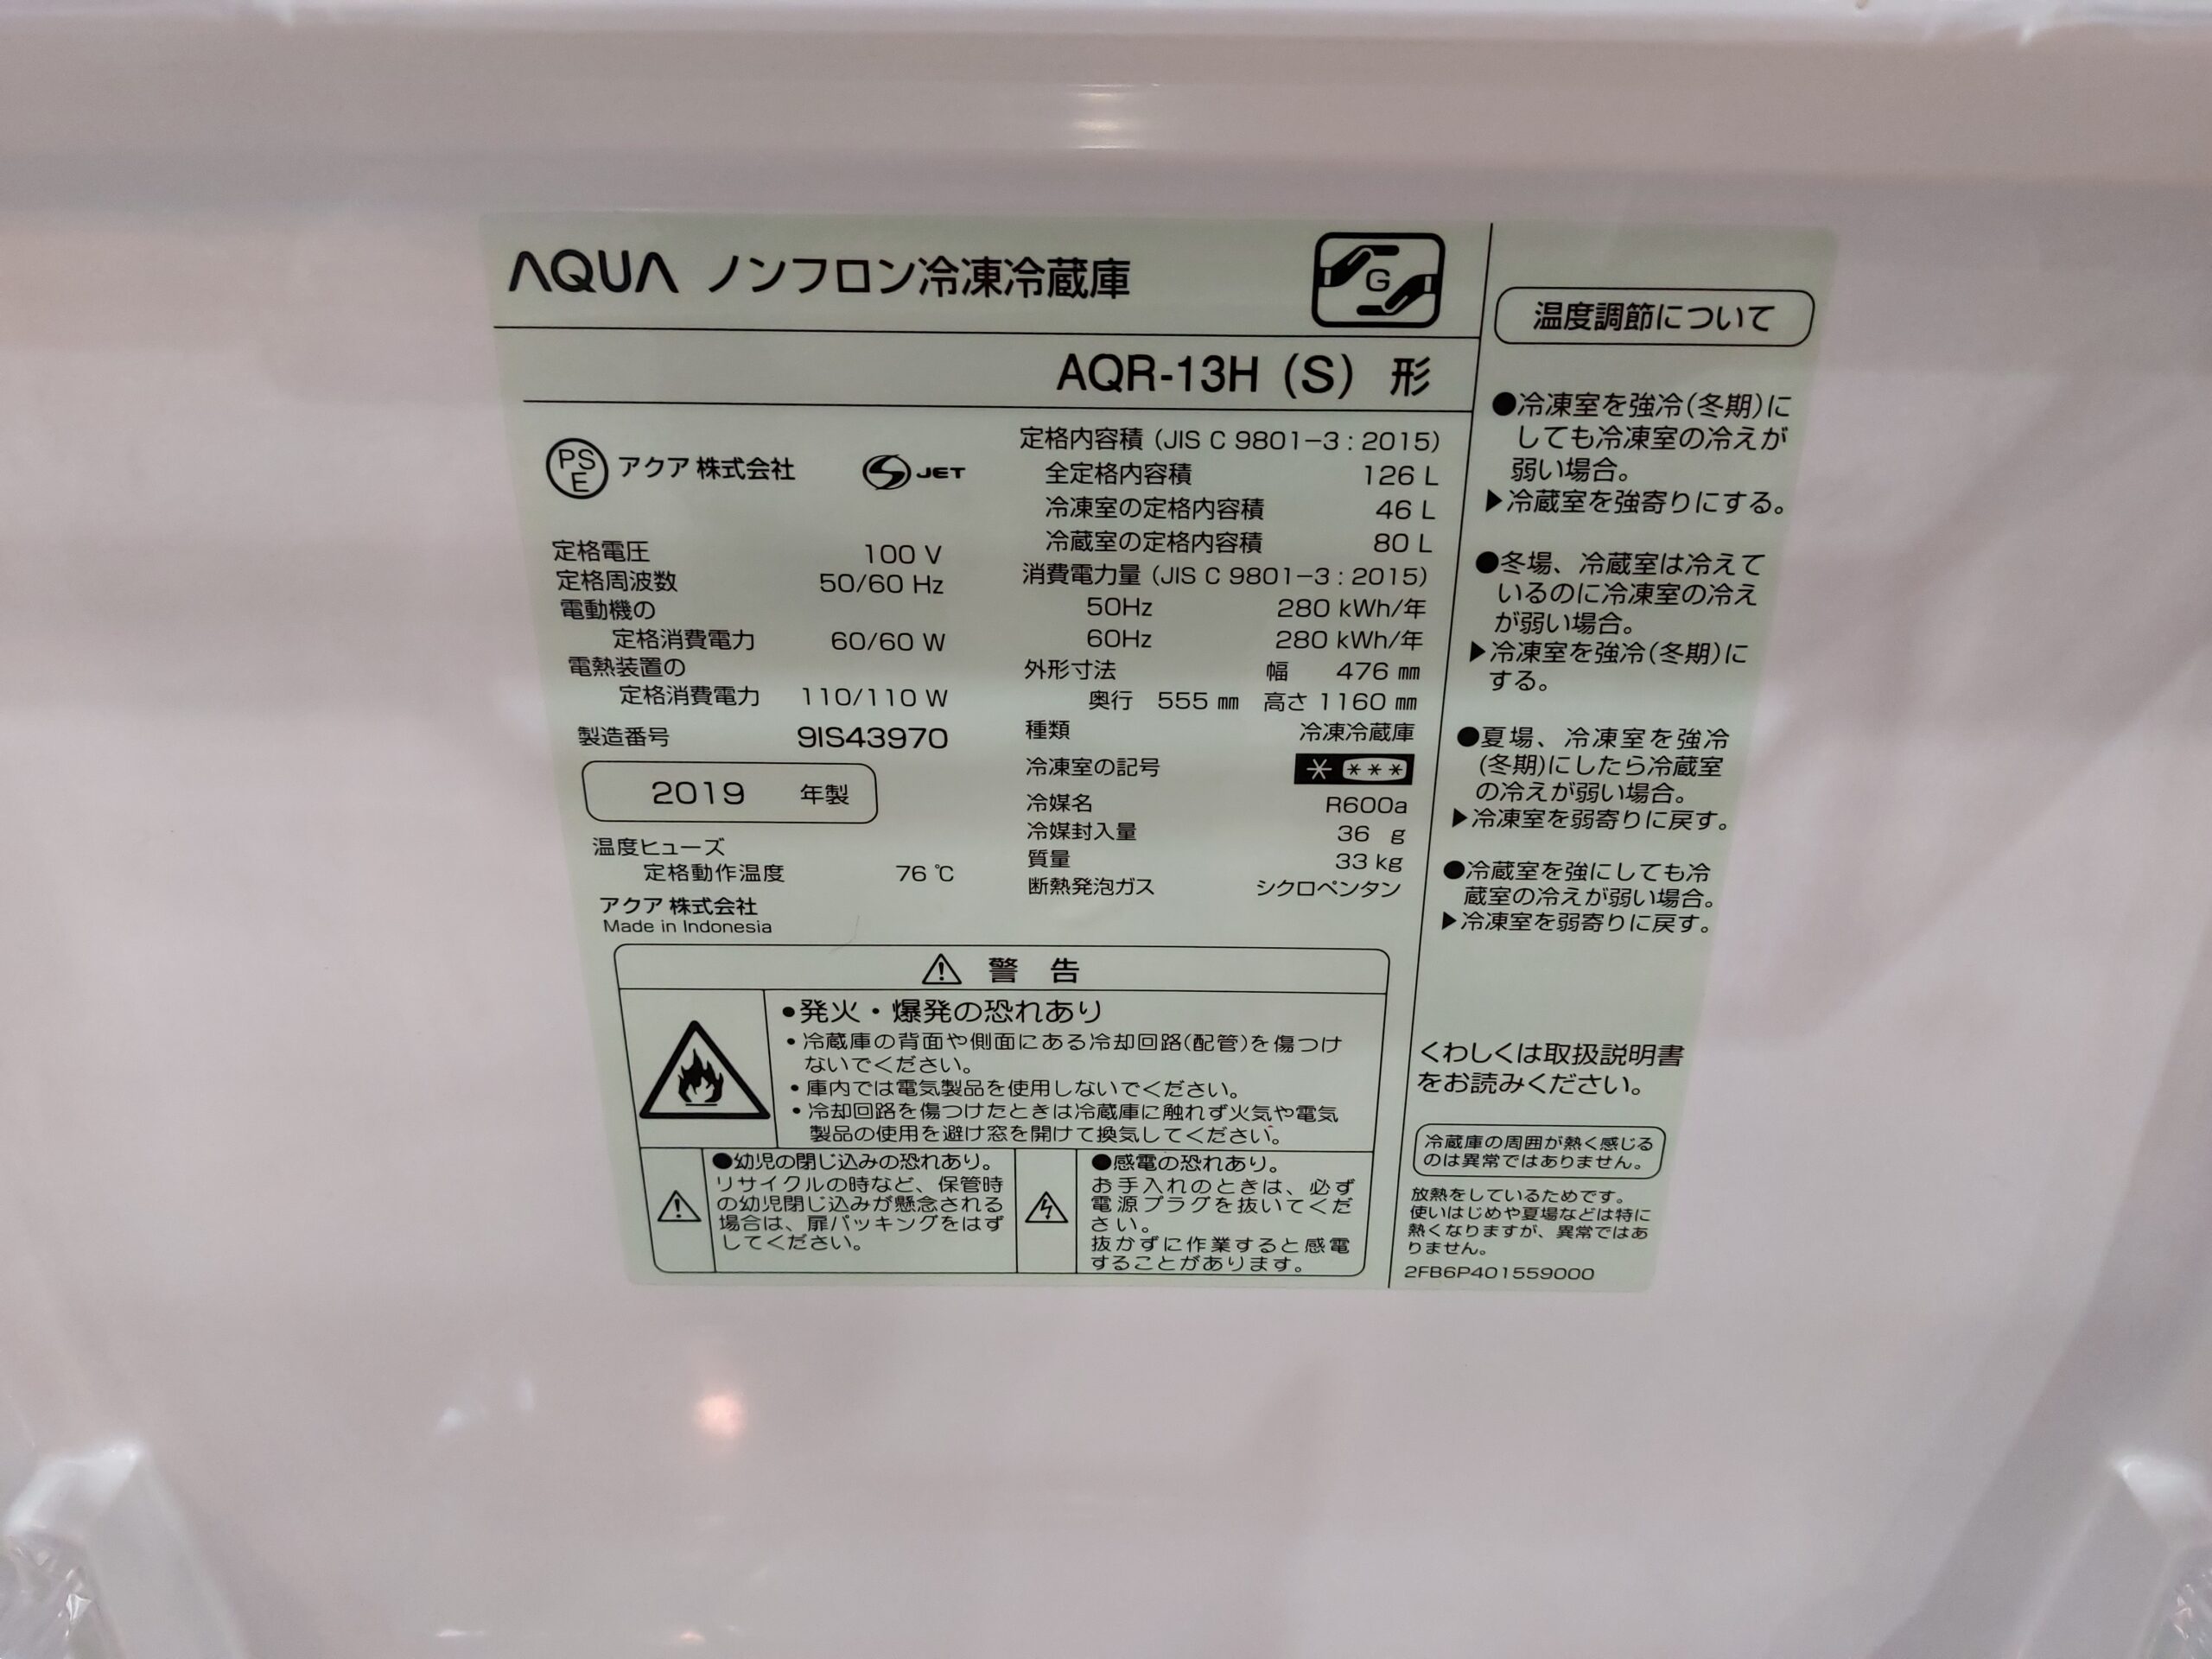 AQUA ノンフロン冷凍冷蔵庫
G
AQR-13H (S) 形
PS
E
アクア 株式会社
S JET
定格電圧 100 V
定格周波数 50/60 Hz
電動機の
定格消費電力 60/60 W
電熱装置の
定格消費電力 110/110 W
製造番号 9IS43970
2019 年製
温度ヒューズ
定格動作温度 76 ℃
アクア 株式会社
Made in Indonesia
定格内容積 (JIS C 9801-3 : 2015)
全定格内容積 126 L
冷凍室の定格内容積 46 L
冷蔵室の定格内容積 80 L
消費電力量 (JIS C 9801-3 : 2015)
50Hz 280 kWh/年
60Hz 280 kWh/年
外形寸法 幅 476 ㎜
奥行 555 ㎜ 高さ 1160 ㎜
種類 冷凍冷蔵庫
冷凍室の記号 * ***
冷媒名 R600a
冷媒封入量 36 g
質量 33 kg
断熱発泡ガス シクロペンタン
⚠ 警 告
•発火・爆発の恐れあり
•冷蔵庫の背面や側面にある冷却回路(配管)を傷つけ
ないでください。
•庫内では電気製品を使用しないでください。
•冷却回路を傷つけたときは冷蔵庫に触れず火気や電気
製品の使用を避け窓を開けて換気してください。
●幼児の閉じ込みの恐れあり。
リサイクルの時など、保管時
の幼児閉じ込みが懸念される
場合は、扉パッキングをはず
してください。
●感電の恐れあり。
お手入れのときは、必ず
電源プラグを抜いてくだ
さい。
抜かずに作業すると感電
することがあります。
温度調節について
●冷凍室を強冷(冬期)に
しても冷凍室の冷えが
弱い場合。
▶冷蔵室を強寄りにする。
●冬場、冷蔵室は冷えて
いるのに冷凍室の冷え
が弱い場合。
▶冷凍室を強冷(冬期)に
する。
●夏場、冷凍室を強冷
(冬期)にしたら冷蔵室
の冷えが弱い場合。
▶冷凍室を弱寄りに戻す。
●冷蔵室を強にしても冷
蔵室の冷えが弱い場合。
▶冷凍室を弱寄りに戻す。
くわしくは取扱説明書
をお読みください。
冷蔵庫の周囲が熱く感じる
のは異常ではありません。
放熱をしているためです。
使いはじめや夏場などは特に
熱くなりますが、異常ではあ
りません。
2FB6P401559000